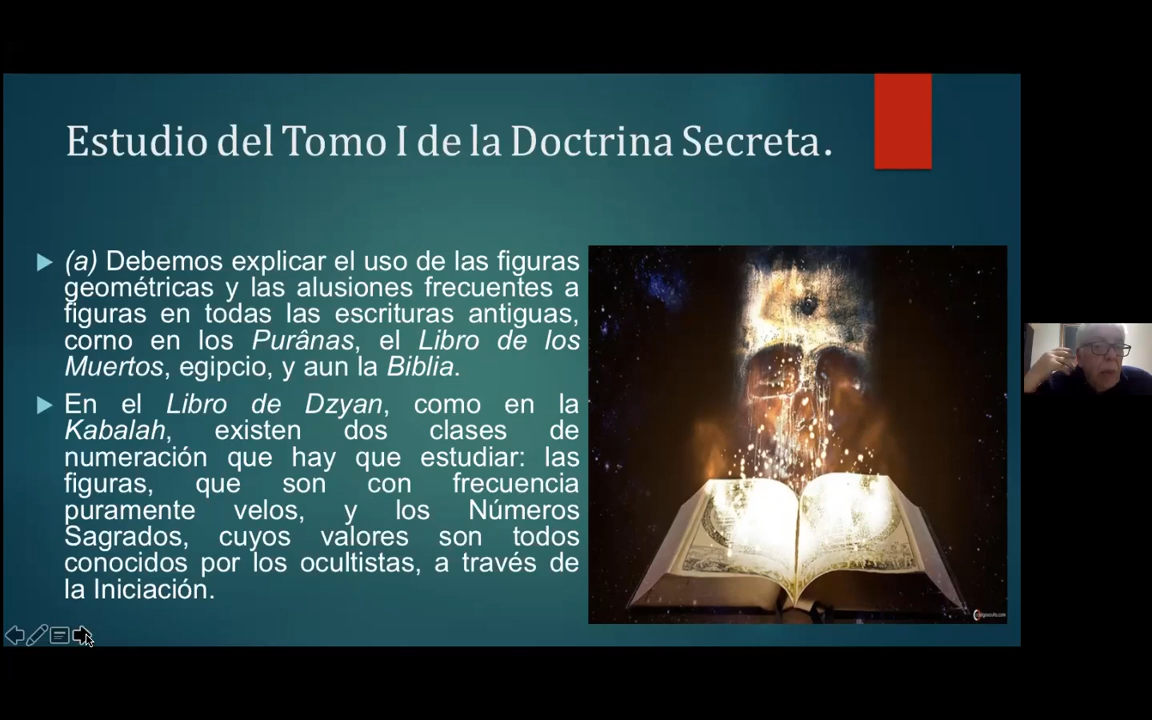 Estudio del Tomo I de la Doctrina Secreta.
(a) Debemos explicar el uso de las figuras
geométricas y las alusiones frecuentes a
figuras en todas las escrituras antiguas,
corno en los Purânas, el Libro de los
Muertos, egipcio, y aun la Biblia.
En el Libro de Dzyan, como en la
Kabalah, existen dos clases de
numeración que hay que estudiar: las
figuras, que son con frecuencia
puramente velos, y los Números
Sagrados, cuyos valores son todos
conocidos por los ocultistas, a través de
la Iniciación.